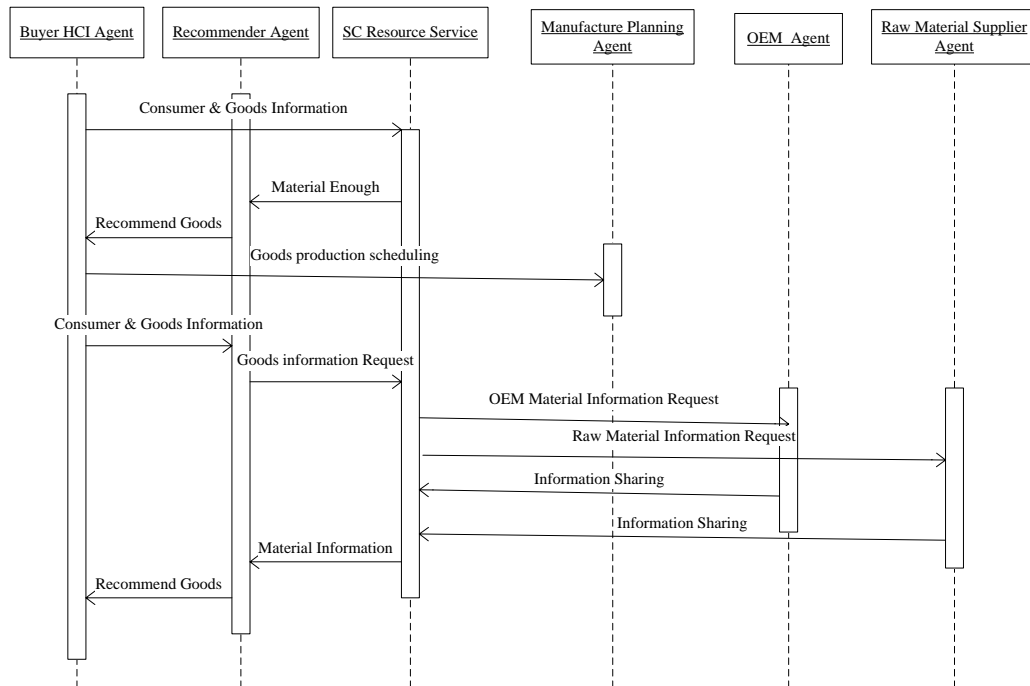 Buyer HCI Agent
Recommender Agent
SC Resource Service
Manufacture Planning
Agent
OEM  Agent
Raw Material Supplier
Agent
Consumer & Goods Information
Material Enough
Recommend Goods
Goods production scheduling
Consumer & Goods Information
Goods information Request
OEM Material Information Request
Raw Material Information Request
Information Sharing
Information Sharing
Material Information
Recommend Goods